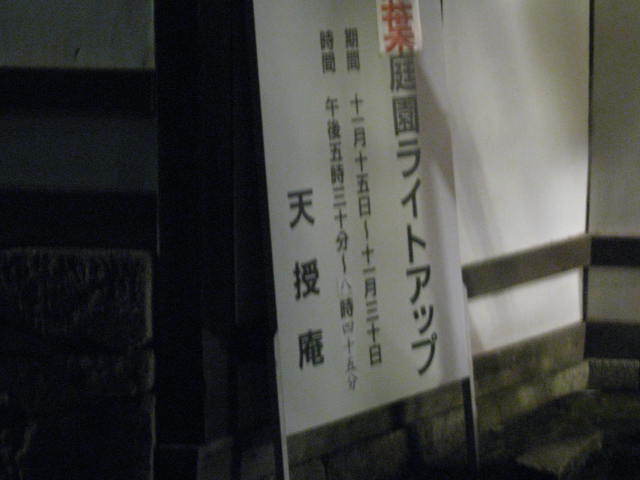 葉庭園ライトアップ
期間　十一月十五日～十一月三十日
時間　午後五時三十分～八時四十五分
天授庵